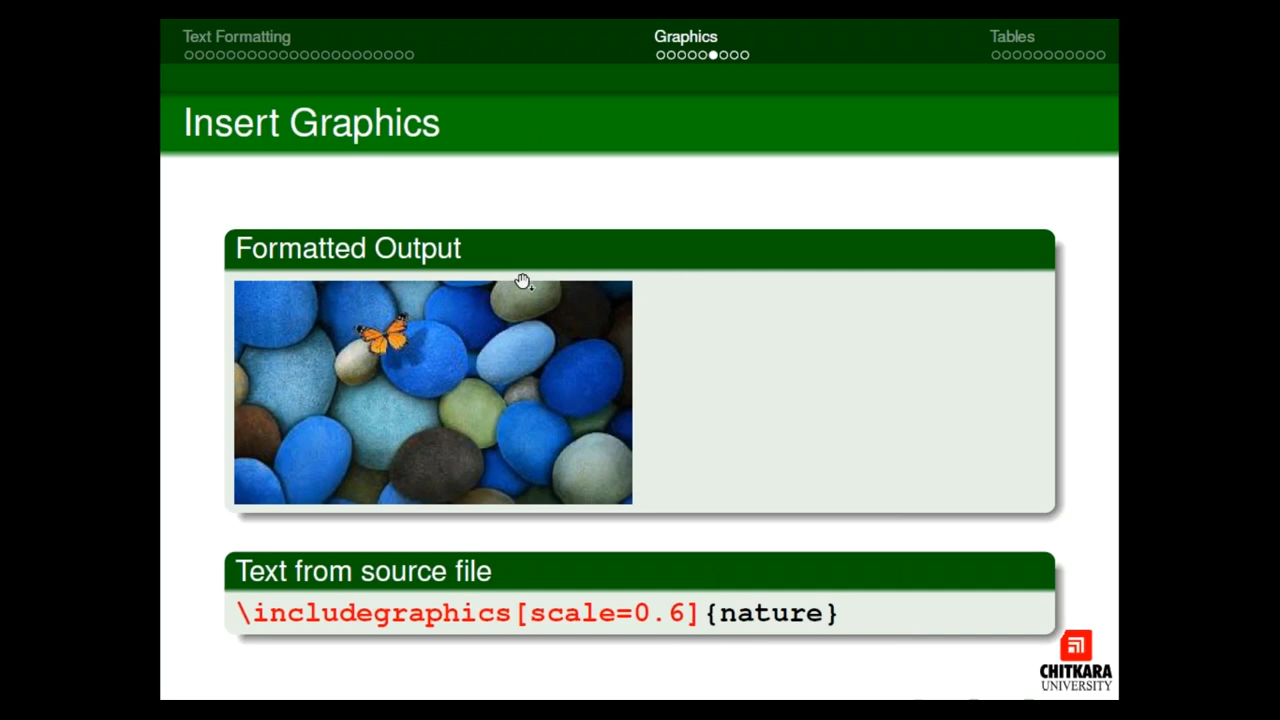 Text Formatting
Graphics
Tables
Insert Graphics
Formatted Output
Text from source file
\includegraphics[scale=0.6]{nature}
CHITKARA
UNIVERSITY